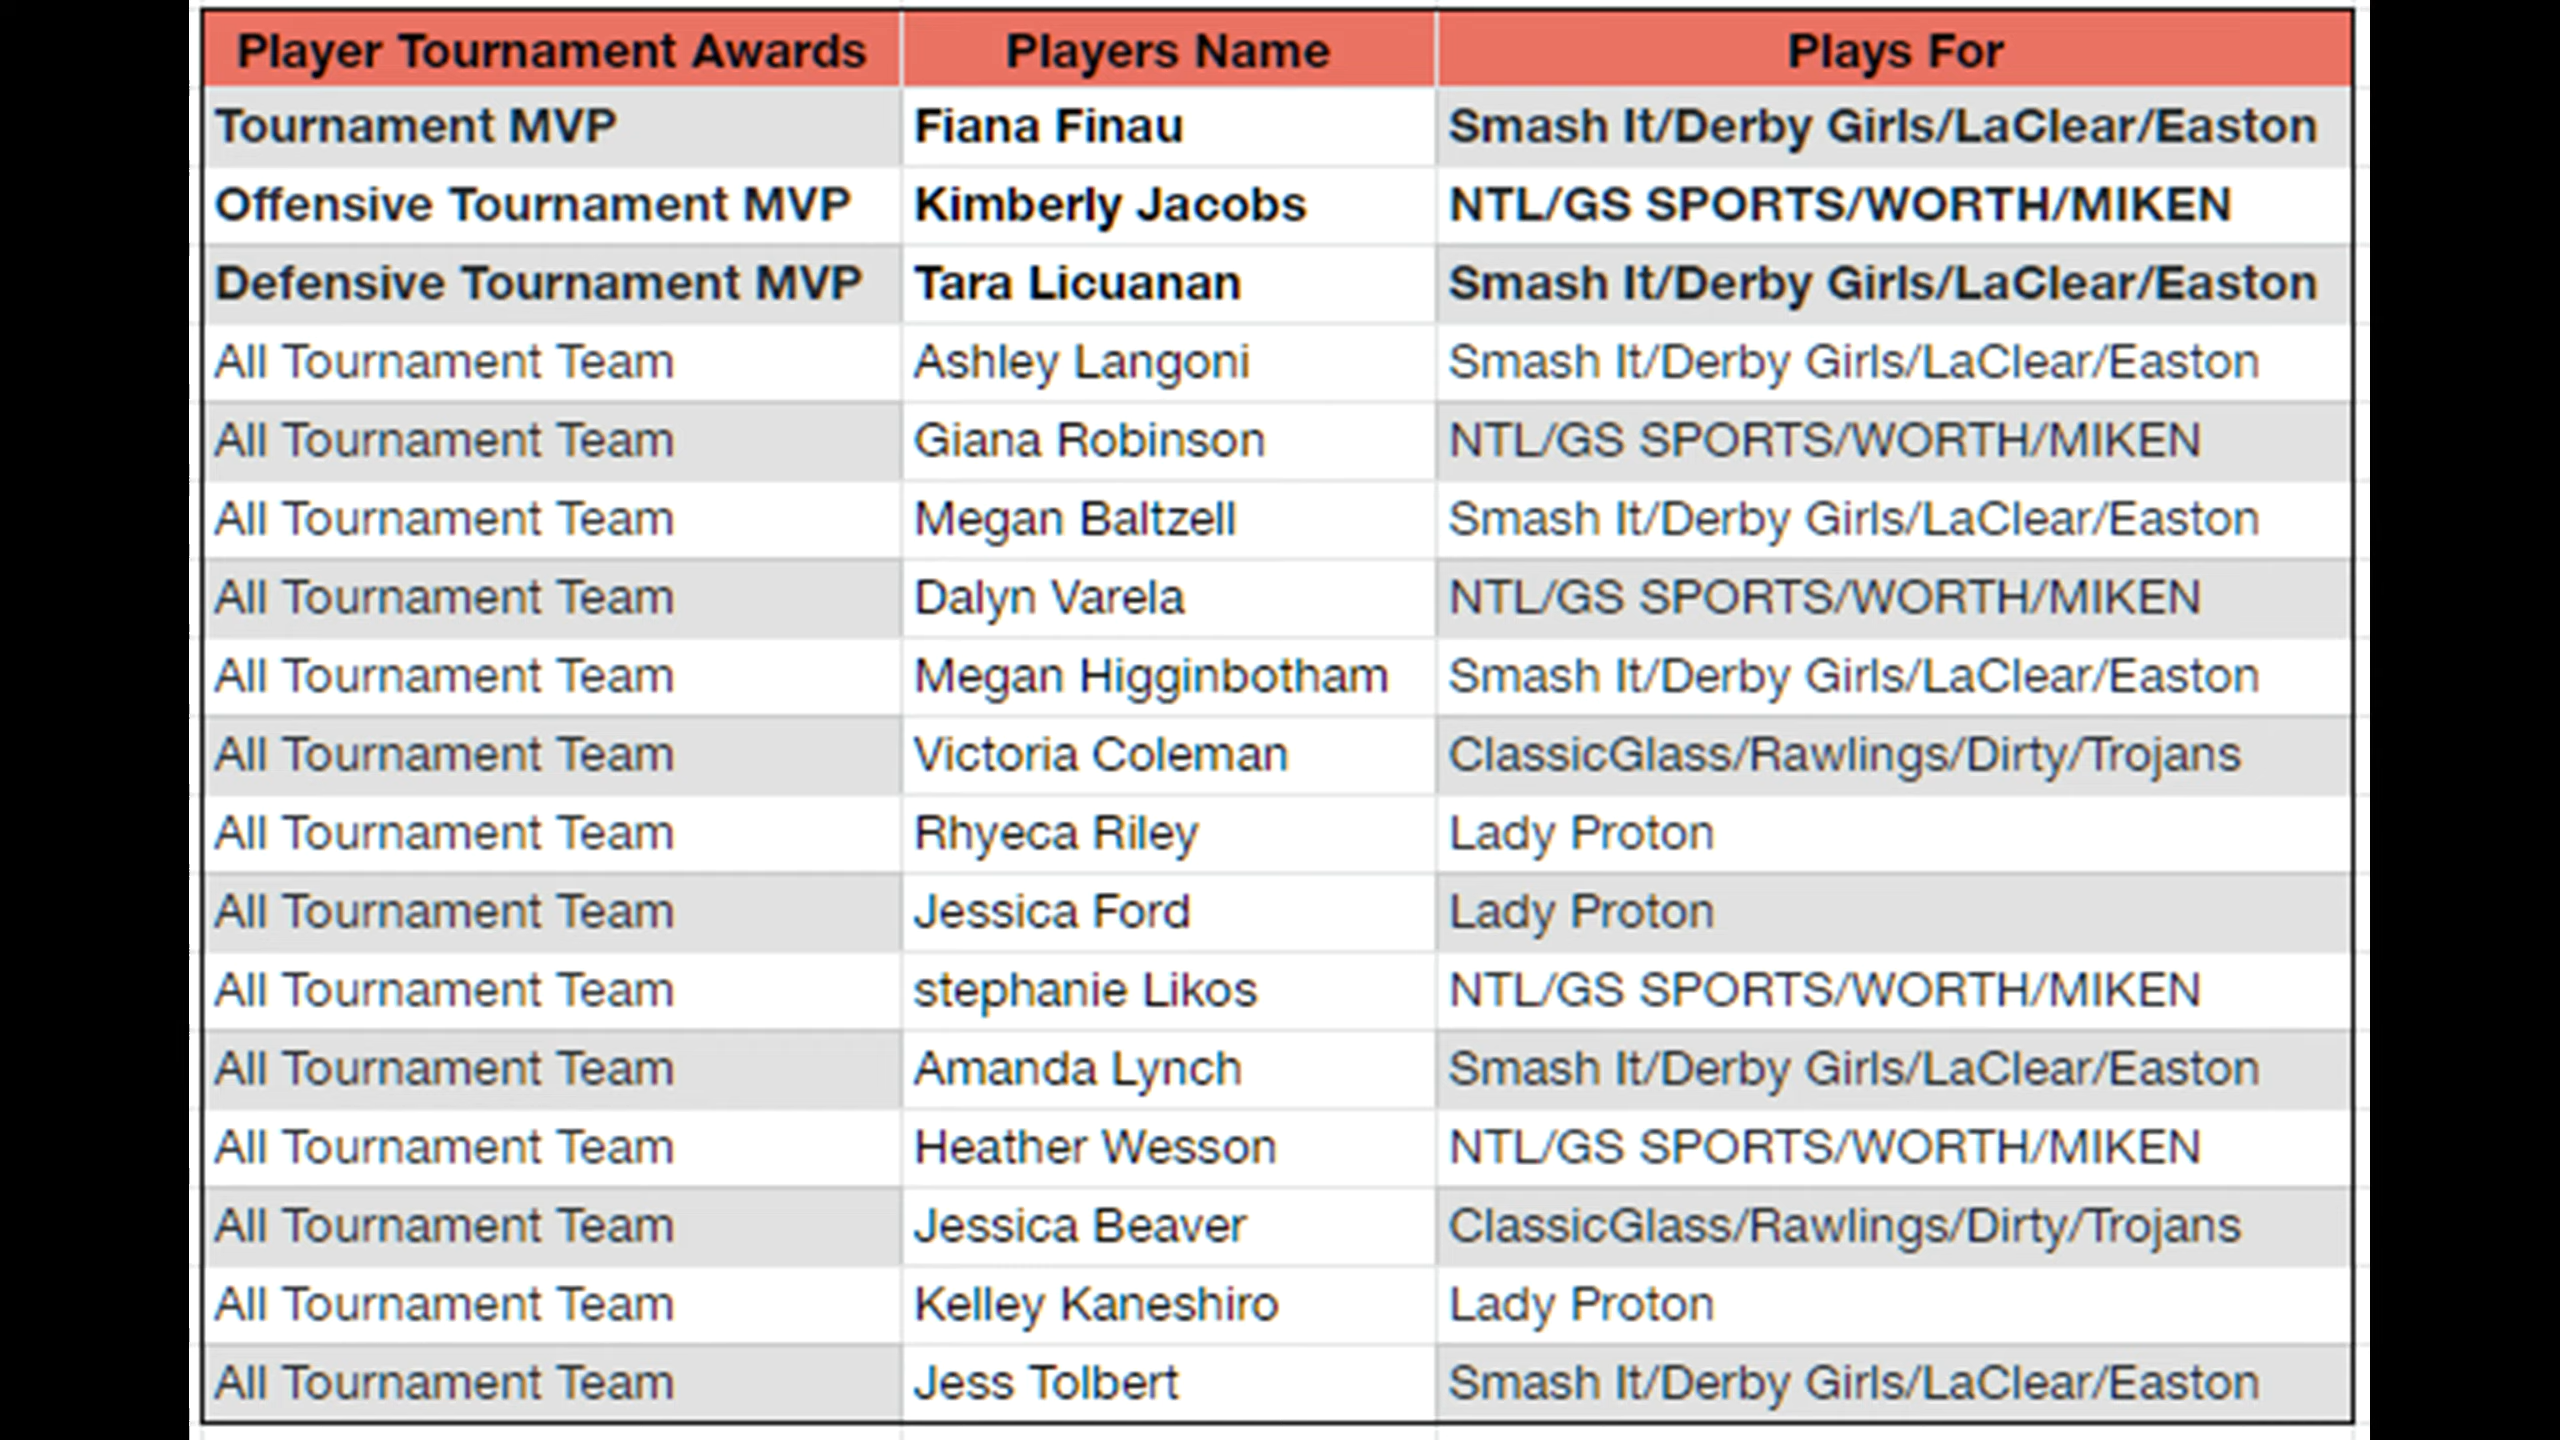 Player Tournament Awards Players Name Plays For
Tournament MVP Fiana Finau Smash It/Derby Girls/LaClear/Easton
Offensive Tournament MVP Kimberly Jacobs NTL/GS SPORTS/WORTH/MIKEN
Defensive Tournament MVP Tara Licuanan Smash It/Derby Girls/LaClear/Easton
All Tournament Team Ashley Langoni Smash It/Derby Girls/LaClear/Easton
All Tournament Team Giana Robinson NTL/GS SPORTS/WORTH/MIKEN
All Tournament Team Megan Baltzell Smash It/Derby Girls/LaClear/Easton
All Tournament Team Dalyn Varela NTL/GS SPORTS/WORTH/MIKEN
All Tournament Team Megan Higginbotham Smash It/Derby Girls/LaClear/Easton
All Tournament Team Victoria Coleman ClassicGlass/Rawlings/Dirty/Trojans
All Tournament Team Rhyeca Riley Lady Proton
All Tournament Team Jessica Ford Lady Proton
All Tournament Team stephanie Likos NTL/GS SPORTS/WORTH/MIKEN
All Tournament Team Amanda Lynch Smash It/Derby Girls/LaClear/Easton
All Tournament Team Heather Wesson NTL/GS SPORTS/WORTH/MIKEN
All Tournament Team Jessica Beaver ClassicGlass/Rawlings/Dirty/Trojans
All Tournament Team Kelley Kaneshiro Lady Proton
All Tournament Team Jess Tolbert Smash It/Derby Girls/LaClear/Easton